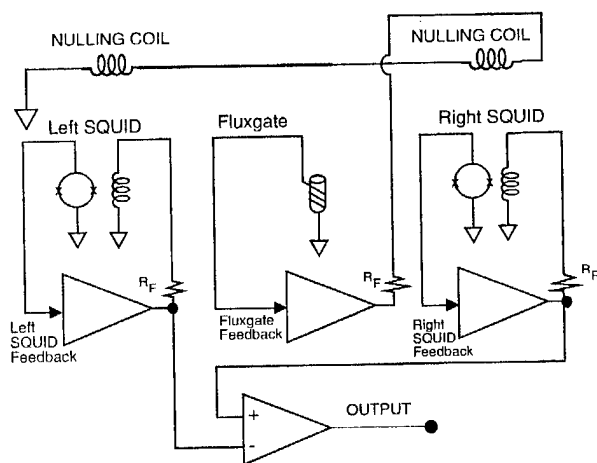 NULLING COIL
NULLING COIL
Left SQUID
Fluxgate
Right SQUID
RF
RF
RF
Left
SQUID
Feedback
Fluxgate
Feedback
Right
SQUID
Feedback
+
-
OUTPUT